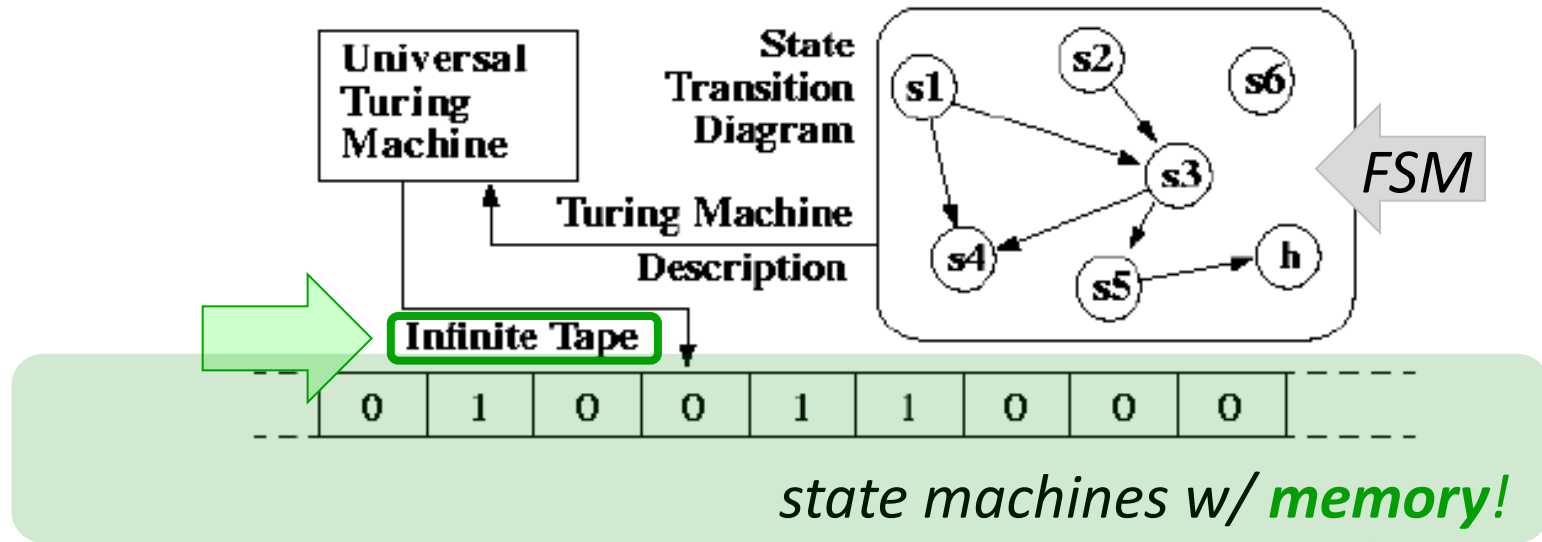 Universal
Turing
Machine
State
Transition
Diagram
s1
s2
s6
s3
s4
s5
h
FSM
Turing Machine
Description
Infinite Tape
0 1 0 0 1 1 0 0 0
state machines w/ memory!